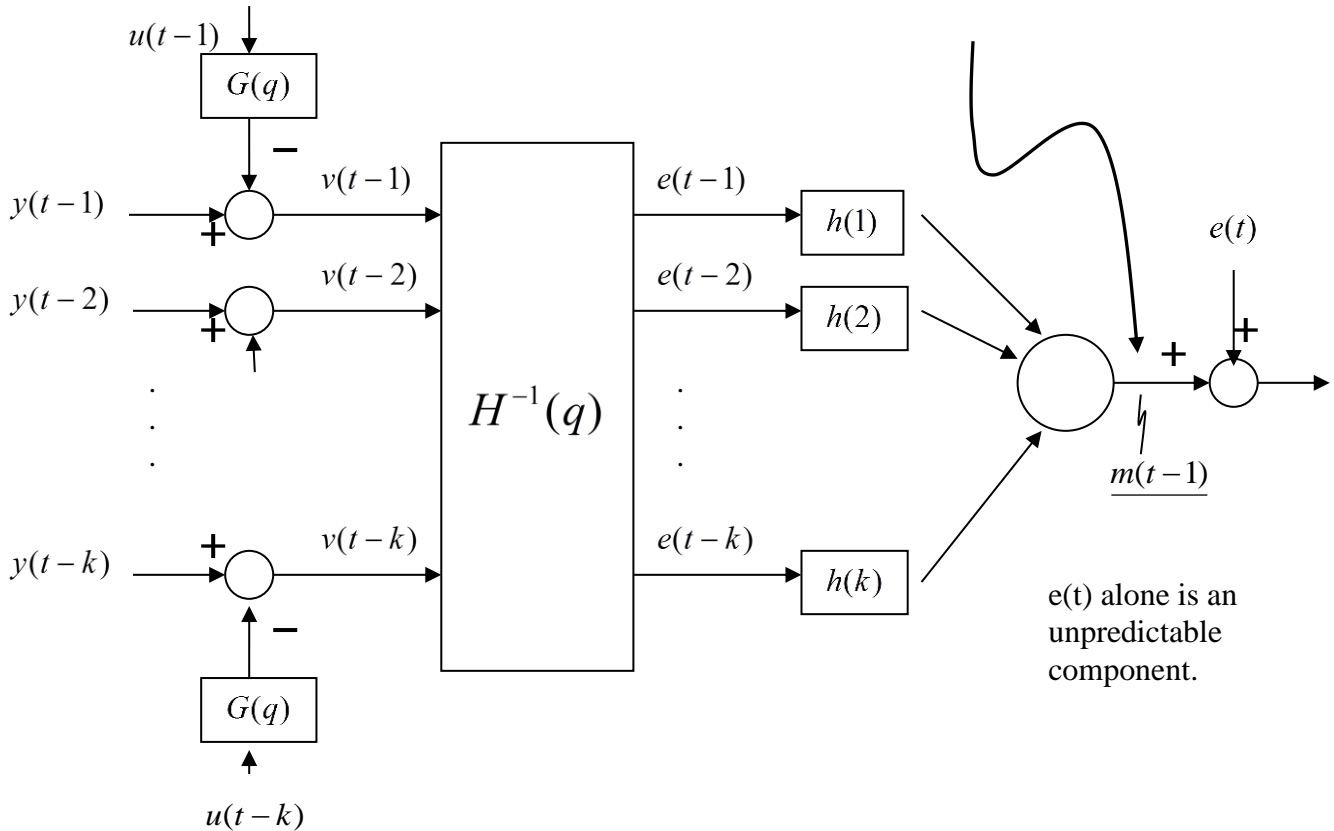 u(t−1)
G(q)
−
y(t−1)
+
v(t−1)
e(t−1)
h(1)
e(t)
y(t−2)
+
v(t−2)
e(t−2)
h(2)
+
+
.
.
.
H⁻¹(q)
.
.
.
m(t−1)
y(t−k)
+
v(t−k)
e(t−k)
h(k)
−
G(q)
u(t−k)
e(t) alone is an
unpredictable
component.